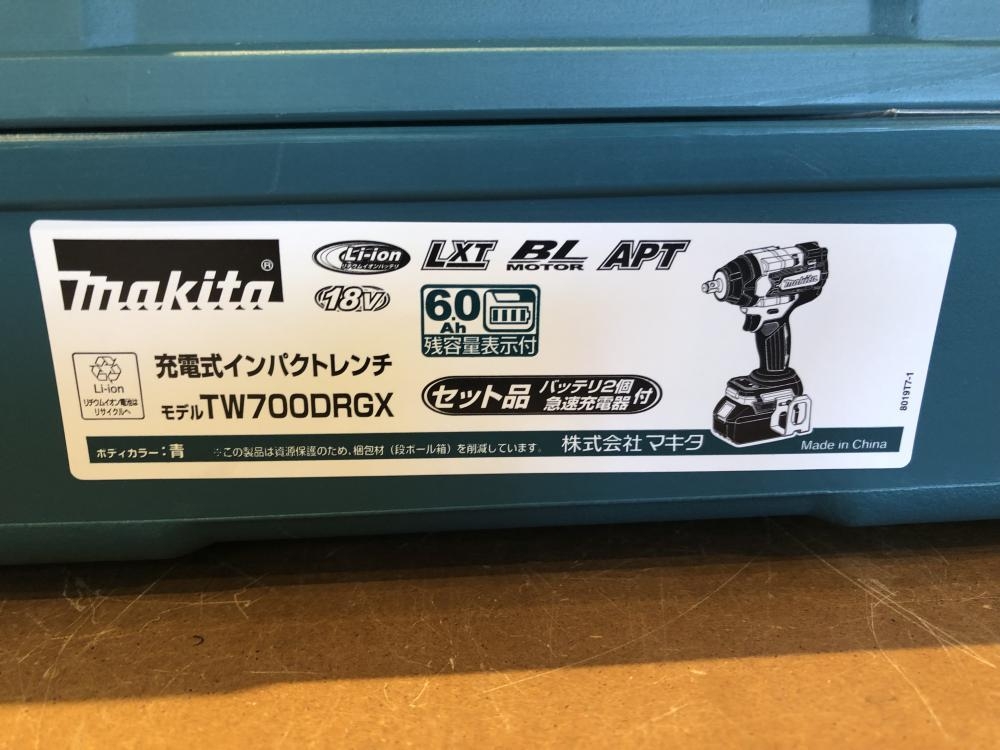 makita®
Li-ion
リチウムイオンバッテリ
LXT
BL
MOTOR
APT
18V
6.0
Ah
残容量表示付
makita
Li-ion
リチウムイオン電池は
リサイクルへ
充電式インパクトレンチ
モデルTW700DRGX
セット品 バッテリ2個
急速充電器 付
8019T7-1
ボディカラー：青 ※この製品は資源保護のため、梱包材（段ボール箱）を削減しています。 株式会社 マキタ Made in China